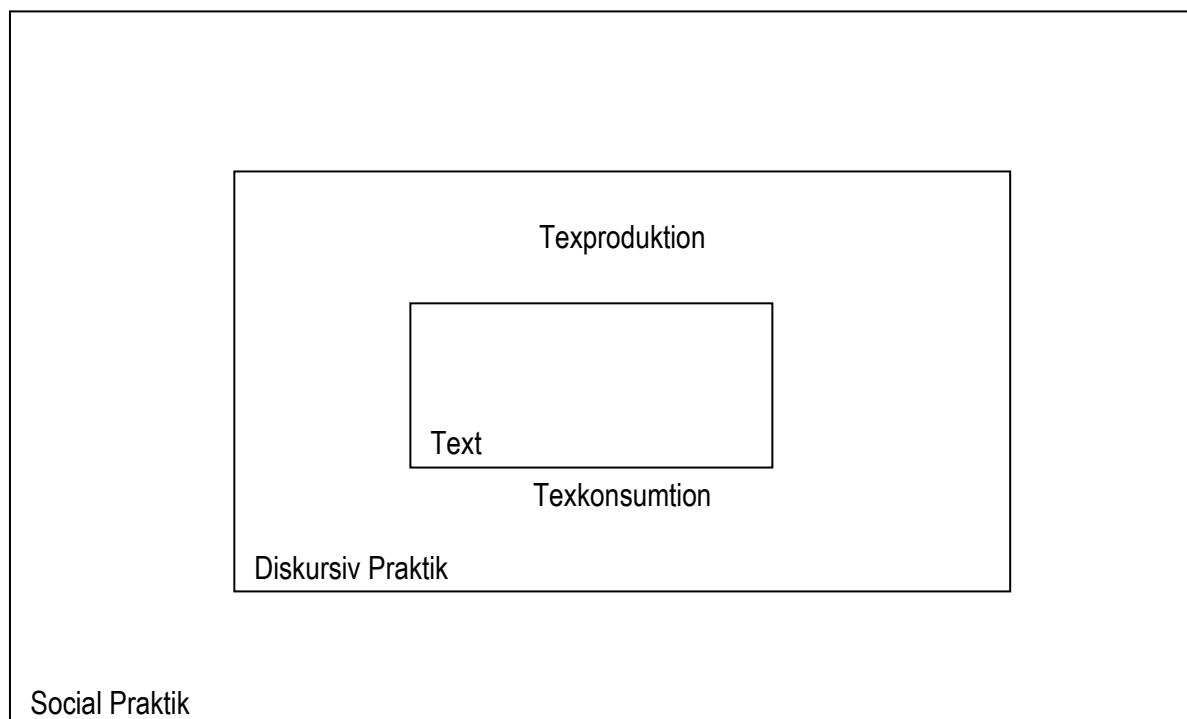 Texproduktion
Text
Texkonsumtion
Diskursiv Praktik
Social Praktik